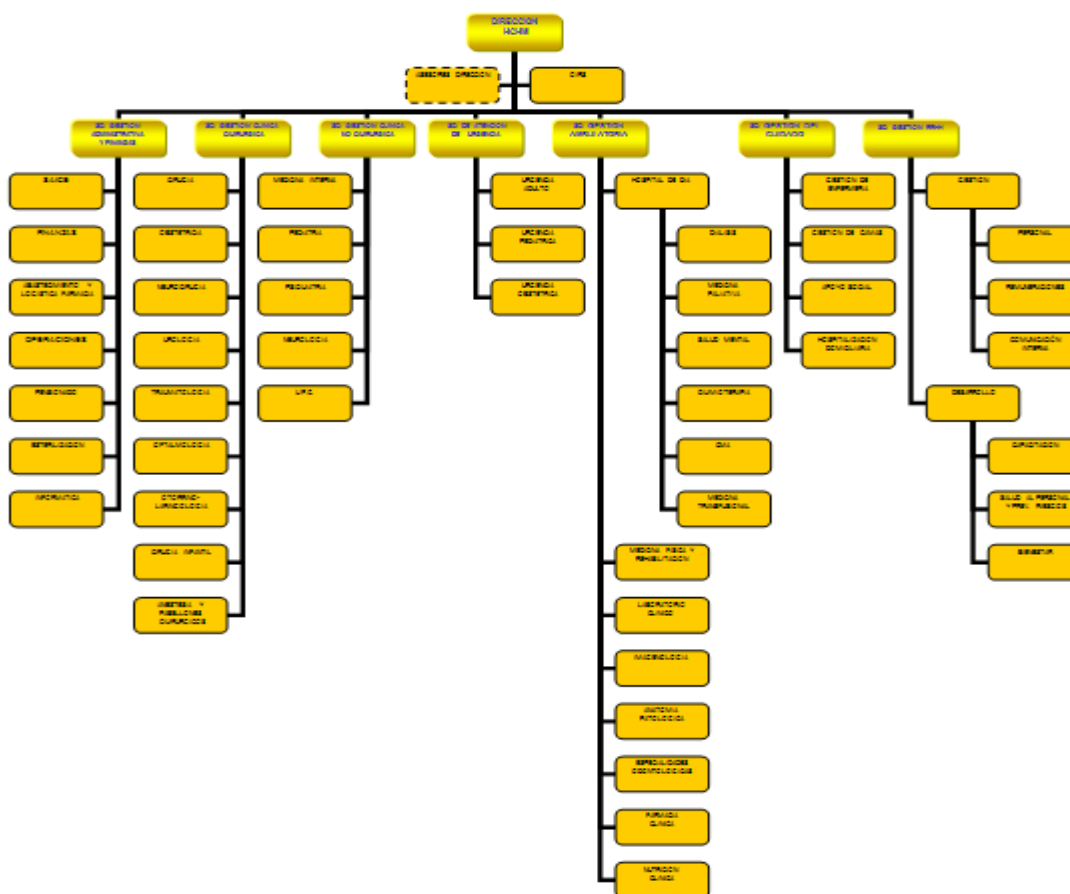 DIRECCION
HCHM
ASESORES DIRECCION
SD GESTION
ADMINISTRATIVA
Y FINANZAS
SD GESTION CLINICA
QUIRURGICA
SD GESTION CLINICA
NO QUIRURGICA
SD DE ATENCION
DE URGENCIA
SD GESTION
AMBULATORIA
SD GESTION DEL
CUIDADO
SD GESTION RRHH
FINANZAS
ABASTECIMIENTO Y
LOGISTICA FARMACIA
OPERACIONES
PENSIONADO
ESTERILIZACION
INFORMATICA
CIRUGIA
OBSTETRICIA
NEUROCIRUGIA
UROLOGIA
TRAUMATOLOGIA
OFTALMOLOGIA
OTORRINO-
LARINGOLOGIA
CIRUGIA INFANTIL
ANESTESIA Y
PABELLONES
QUIRURGICOS
MEDICINA INTERNA
PEDIATRIA
PSIQUIATRIA
NEUROLOGIA
URGENCIA
ADULTO
URGENCIA
PEDIATRICA
URGENCIA
OBSTETRICA
HOSPITAL DE DIA
DIALISIS
MEDICINA
PALIATIVA
SALUD MENTAL
QUIMIOTERAPIA
MEDICINA
TRANSFUSIONAL
MEDICINA FISICA Y
REHABILITACION
LABORATORIO
CLINICO
IMAGENOLOGIA
ANATOMIA
PATOLOGICA
ESPECIALIDADES
ODONTOLOGICAS
FARMACIA
CLINICA
NUTRICION
CLINICA
GESTION DE
ENFERMERIA
GESTION DE CAMAS
APOYO SOCIAL
HOSPITALIZACION
DOMICILIARIA
GESTION
PERSONAL
REMUNERACIONES
COMUNICACIÓN
INTERNA
DESARROLLO
CAPACITACION
SALUD AL PERSONAL
Y PREV. RIESGOS
BIENESTAR